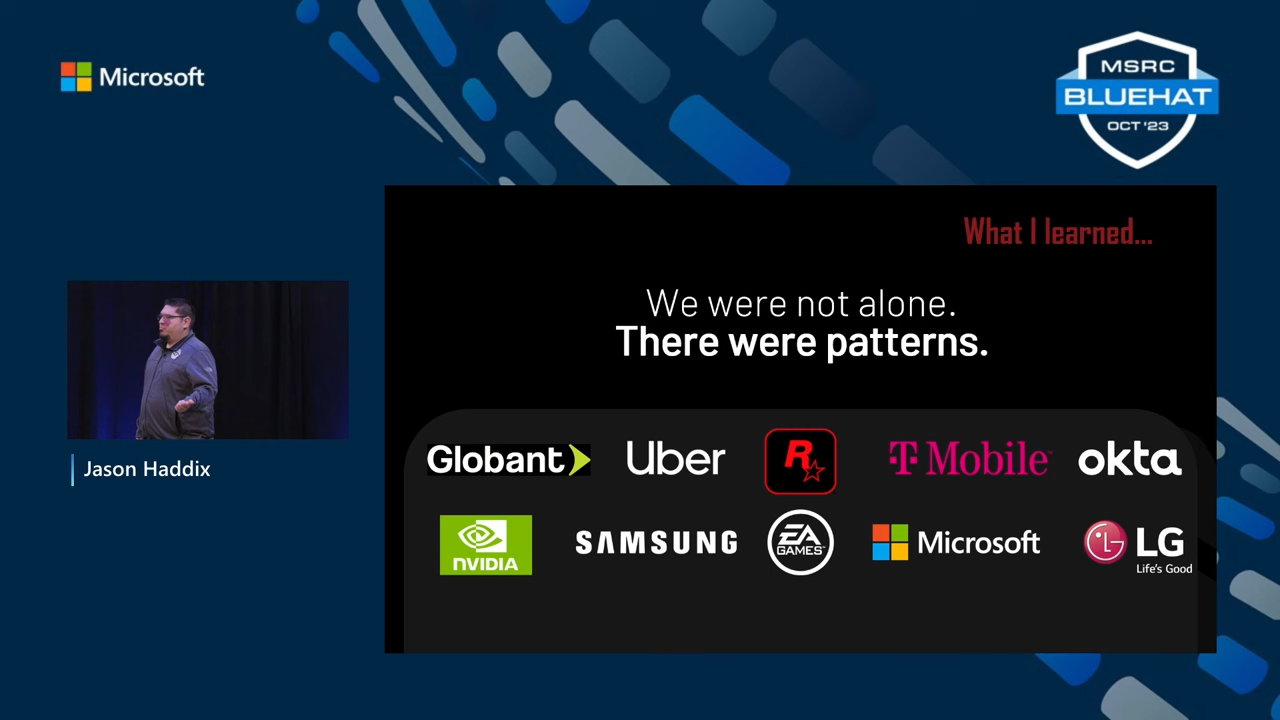 Microsoft
MSRC
BLUEHAT
OCT '23
What I learned...
We were not alone.
There were patterns.
Globant
Uber
R
T Mobile
okta
NVIDIA
SAMSUNG
EA
GAMES
Microsoft
LG
Life's Good
Jason Haddix